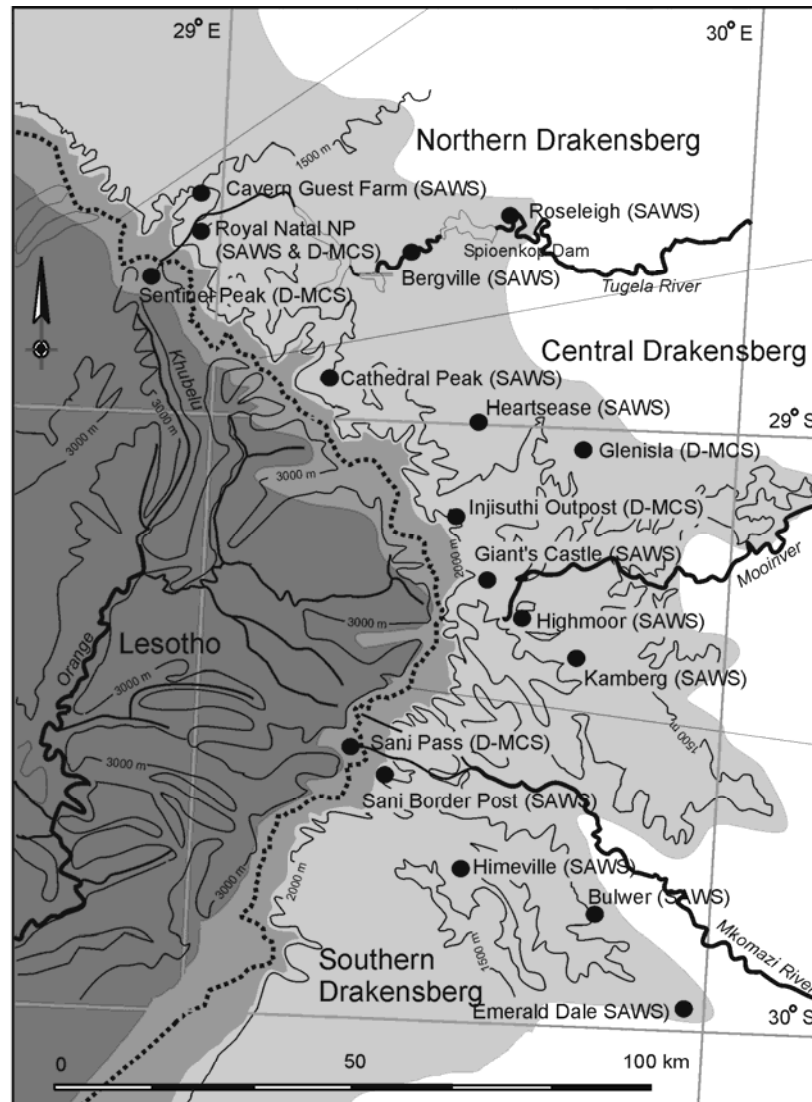 29° E
30° E
1500 m
Northern Drakensberg
Cavern Guest Farm (SAWS)
Royal Natal NP
(SAWS & D-MCS)
Roseleigh (SAWS)
Spioenkop Dam
Bergville (SAWS)
Tugela River
Sentinel Peak (D-MCS)
Khubelu
Central Drakensberg
Cathedral Peak (SAWS)
3000 m
3000 m
Heartsease (SAWS)
29° S
Glenisla (D-MCS)
3000 m
Injisuthi Outpost (D-MCS)
2000 m
Giant's Castle (SAWS)
Mooinver
3000 m
Highmoor (SAWS)
Orange
Lesotho
Kamberg (SAWS)
3000 m
1500 m
Sani Pass (D-MCS)
3000 m
Sani Border Post (SAWS)
Himeville (SAWS)
3000 m
2000 m
Bulwer (SAWS)
1500 m
Mkomazi River
Southern
Drakensberg
Emerald Dale SAWS)
30° S
0
50
100 km